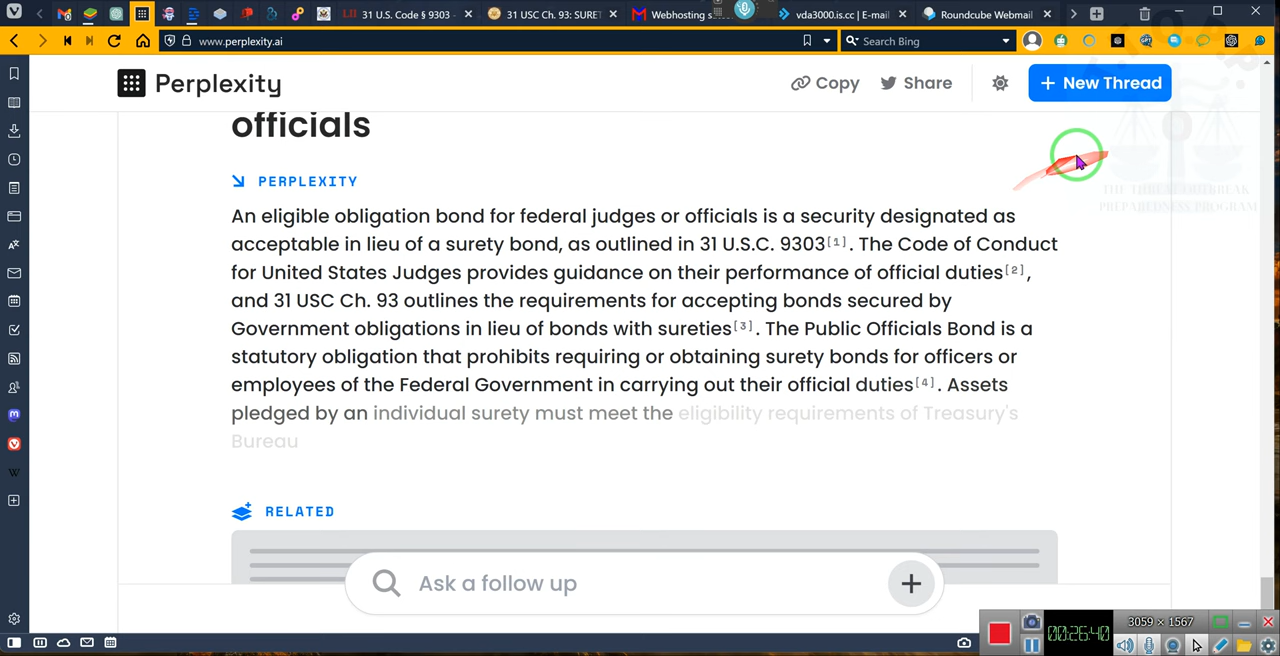 31 U.S. Code § 9303 -
31 USC Ch. 93: SURET
Webhosting s
vda3000.is.cc | E-mail
Roundcube Webmail
www.perplexity.ai
Search Bing
Perplexity
Copy
Share
+ New Thread
officials
PERPLEXITY
An eligible obligation bond for federal judges or officials is a security designated as
acceptable in lieu of a surety bond, as outlined in 31 U.S.C. 9303[1]. The Code of Conduct
for United States Judges provides guidance on their performance of official duties[2],
and 31 USC Ch. 93 outlines the requirements for accepting bonds secured by
Government obligations in lieu of bonds with sureties[3]. The Public Officials Bond is a
statutory obligation that prohibits requiring or obtaining surety bonds for officers or
employees of the Federal Government in carrying out their official duties[4]. Assets
pledged by an individual surety must meet the eligibility requirements of Treasury's
Bureau
RELATED
Ask a follow up
THE THREAT OUTBREAK
PREPAREDNESS PROGRAM
3059 × 1567
00:26:40